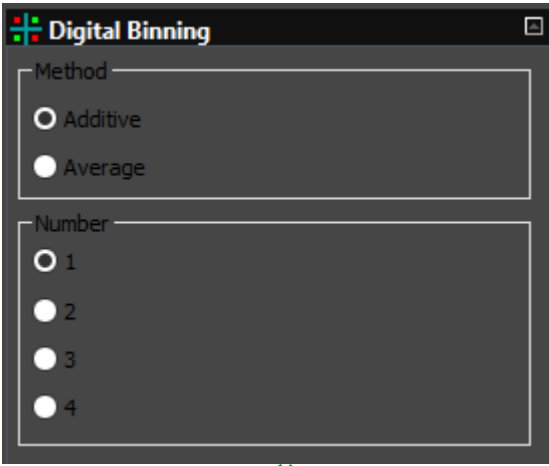 Digital Binning
Method
Additive
Average
Number
1
2
3
4